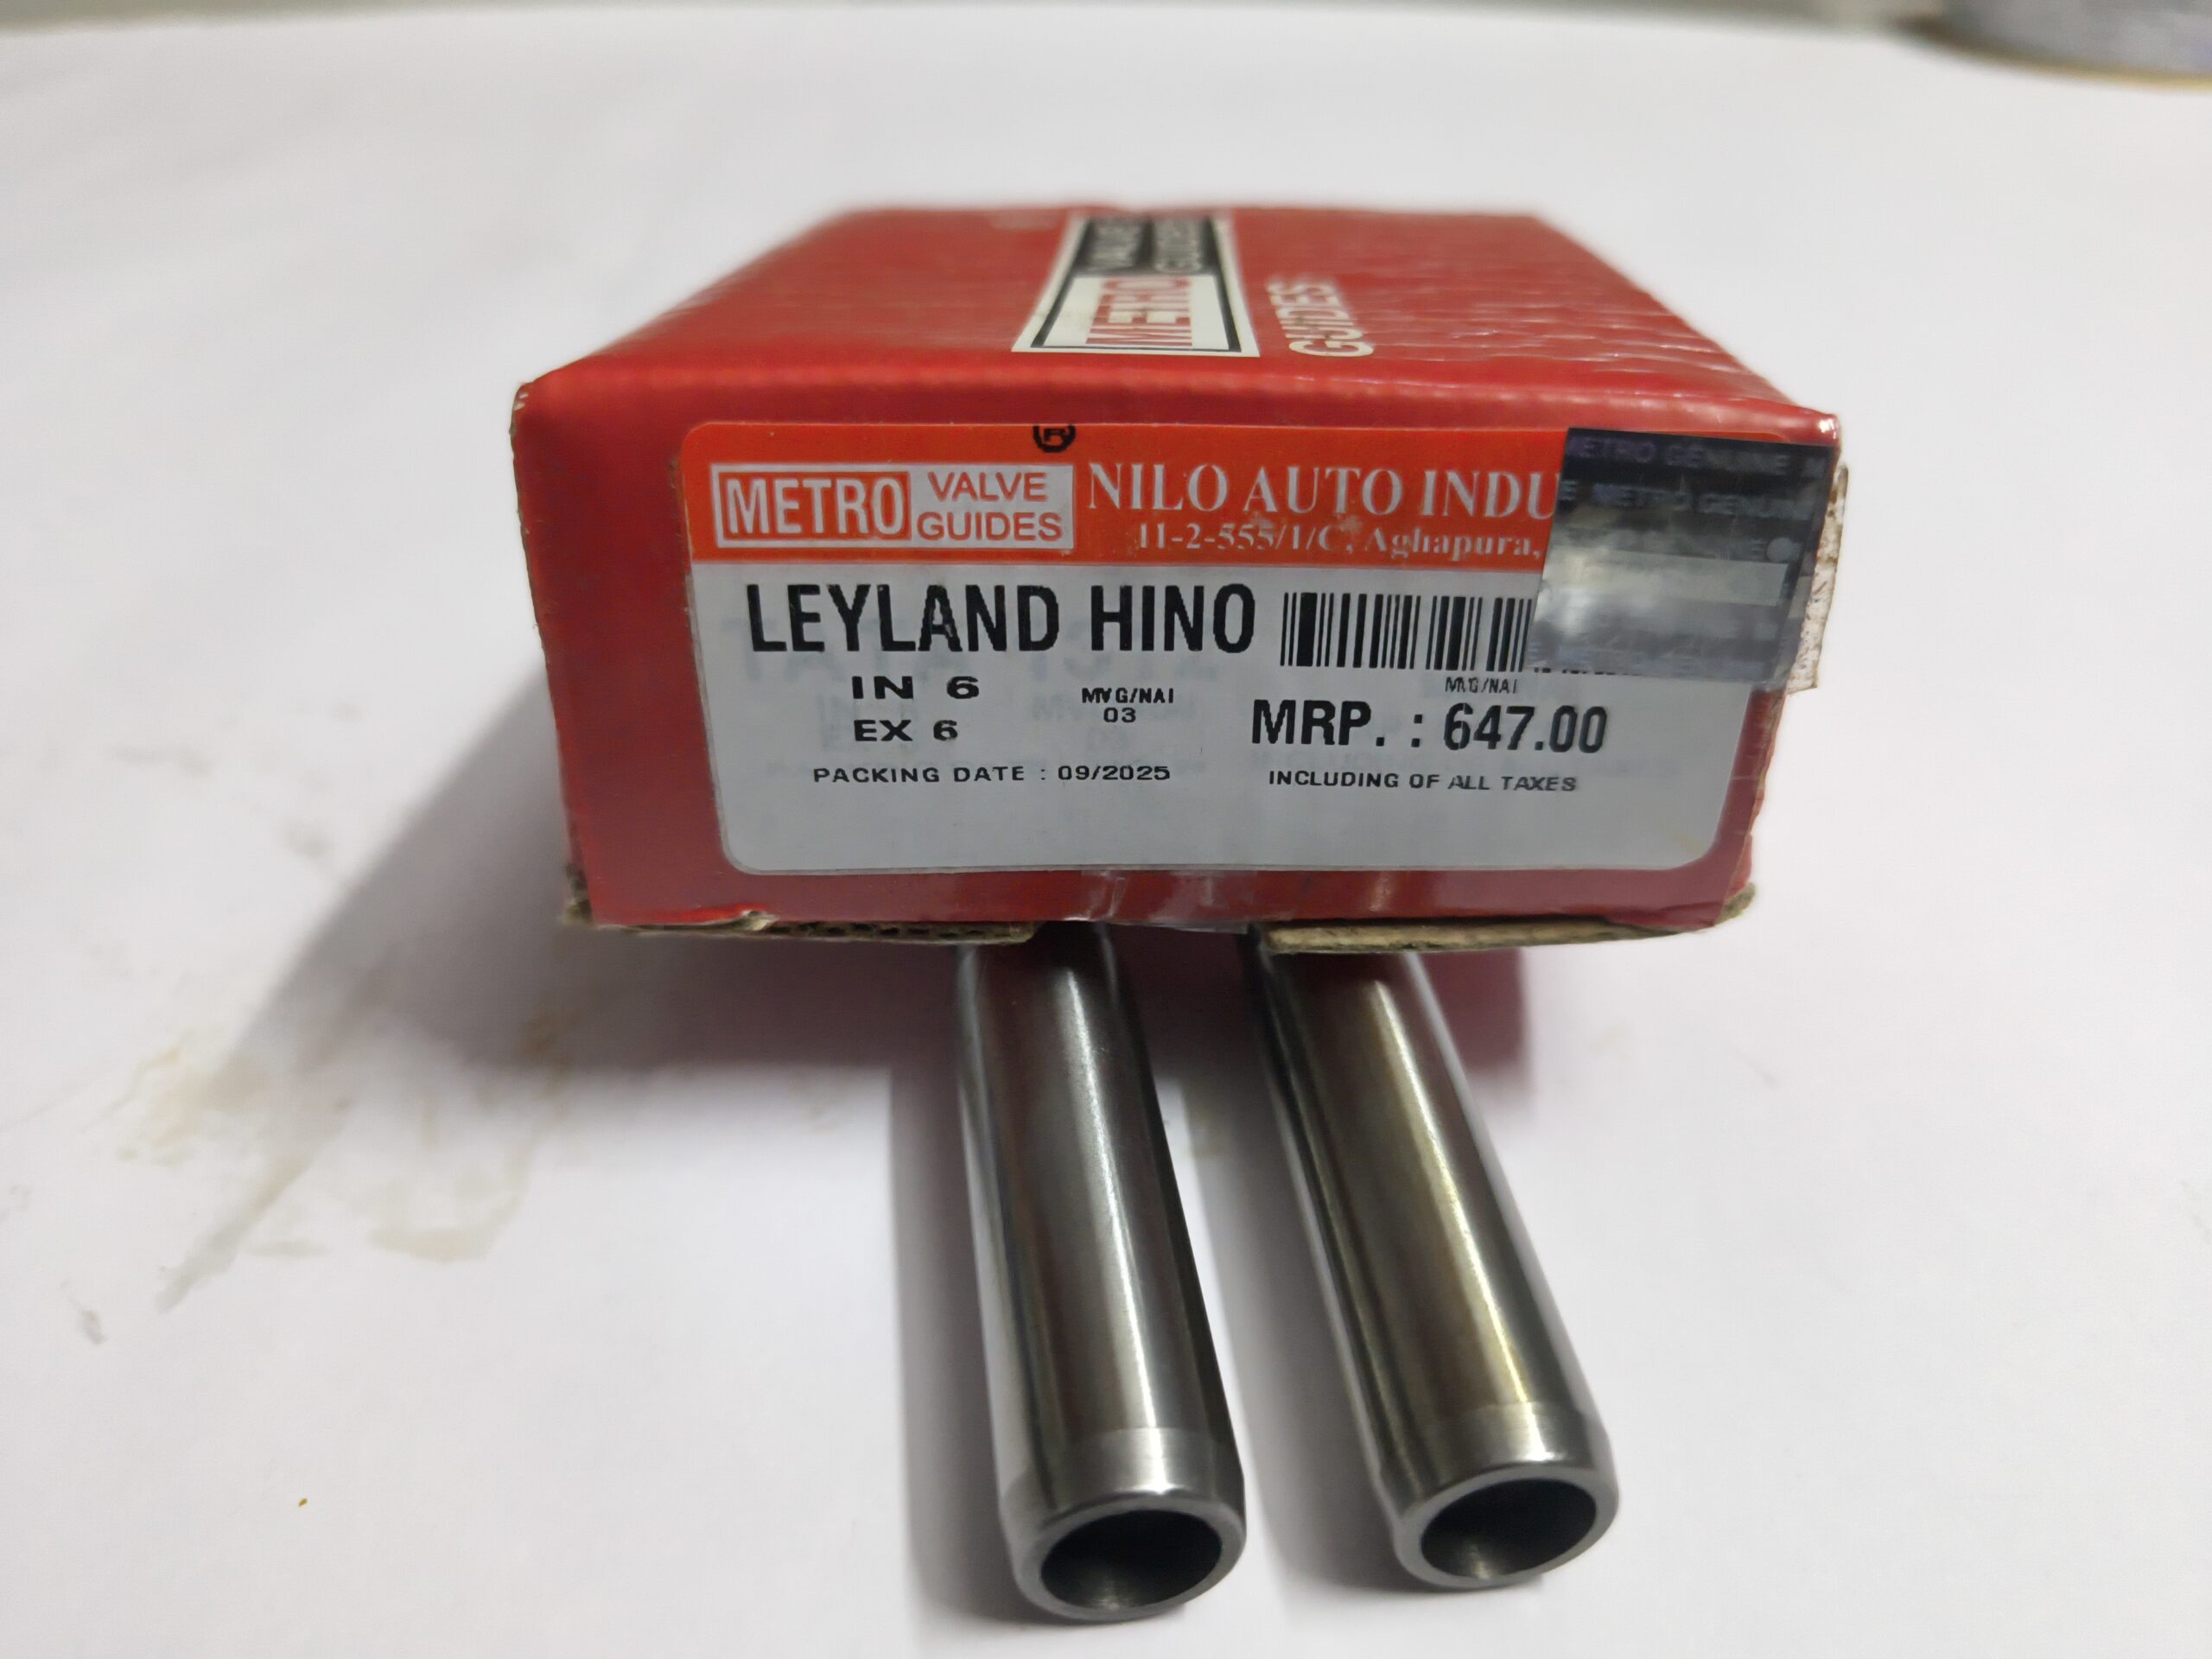 METRO VALVE GUIDES
GUIDES
®
METRO VALVE GUIDES NILO AUTO INDU
11-2-555/1/C, Aghapura,
METRO GENUINE M
METRO GENUIN
LEYLAND HINO
IN 6
EX 6
MVG/NAI
03
MVG/NAI
MRP. : 647.00
PACKING DATE : 09/2025
INCLUDING OF ALL TAXES